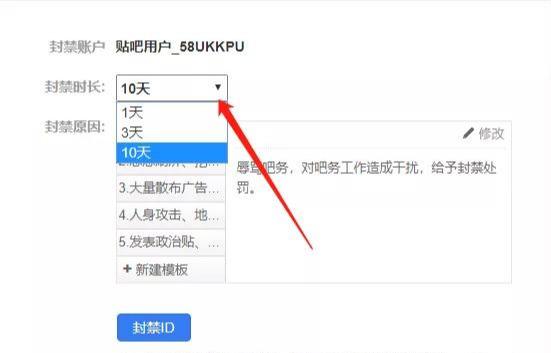 封禁账户 贴吧用户_58UKKPU
封禁时长: 10天
1天
3天
10天
封禁原因:
修改
辱骂吧务，对吧务工作造成干扰，给予封禁处
罚。
3.大量散布广告...
4.人身攻击、地...
5.发表政治贴、...
+ 新建模板
封禁ID